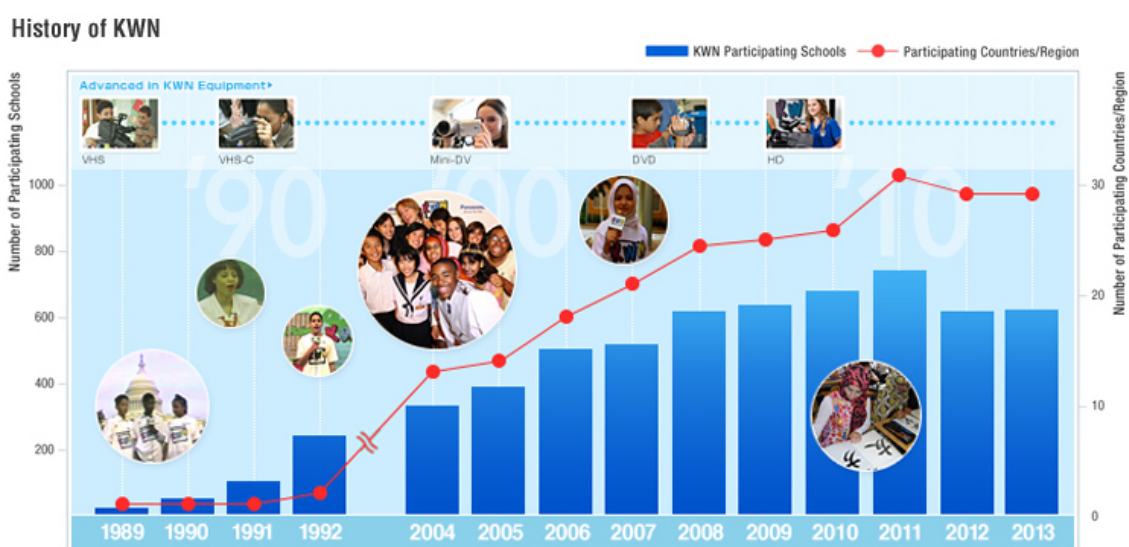 History of KWN
KWN Participating Schools
Participating Countries/Region
Number of Participating Schools
Advanced in KWN Equipment
VHS
VHS-C
Mini-DV
DVD
HD
'90
'00
'10
1000
800
600
400
200
30
20
10
0
Number of Participating Countries/Region
1989 1990 1991 1992 2004 2005 2006 2007 2008 2009 2010 2011 2012 2013